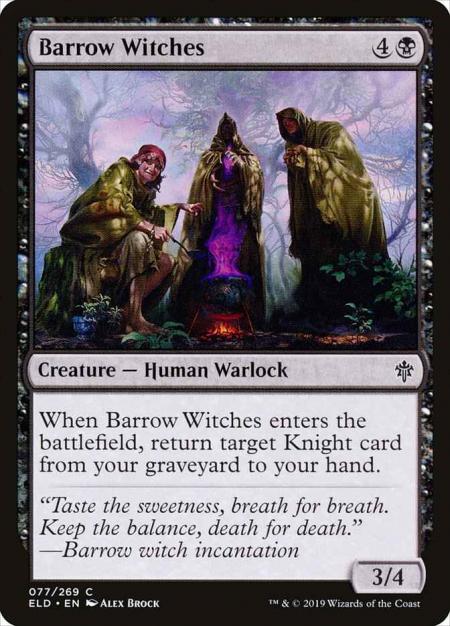 Barrow Witches 4
Creature — Human Warlock
When Barrow Witches enters the
battlefield, return target Knight card
from your graveyard to your hand.
“Taste the sweetness, breath for breath.
Keep the balance, death for death.”
—Barrow witch incantation
3/4
077/269 C
ELD • EN Alex Brock
™ & © 2019 Wizards of the Coast